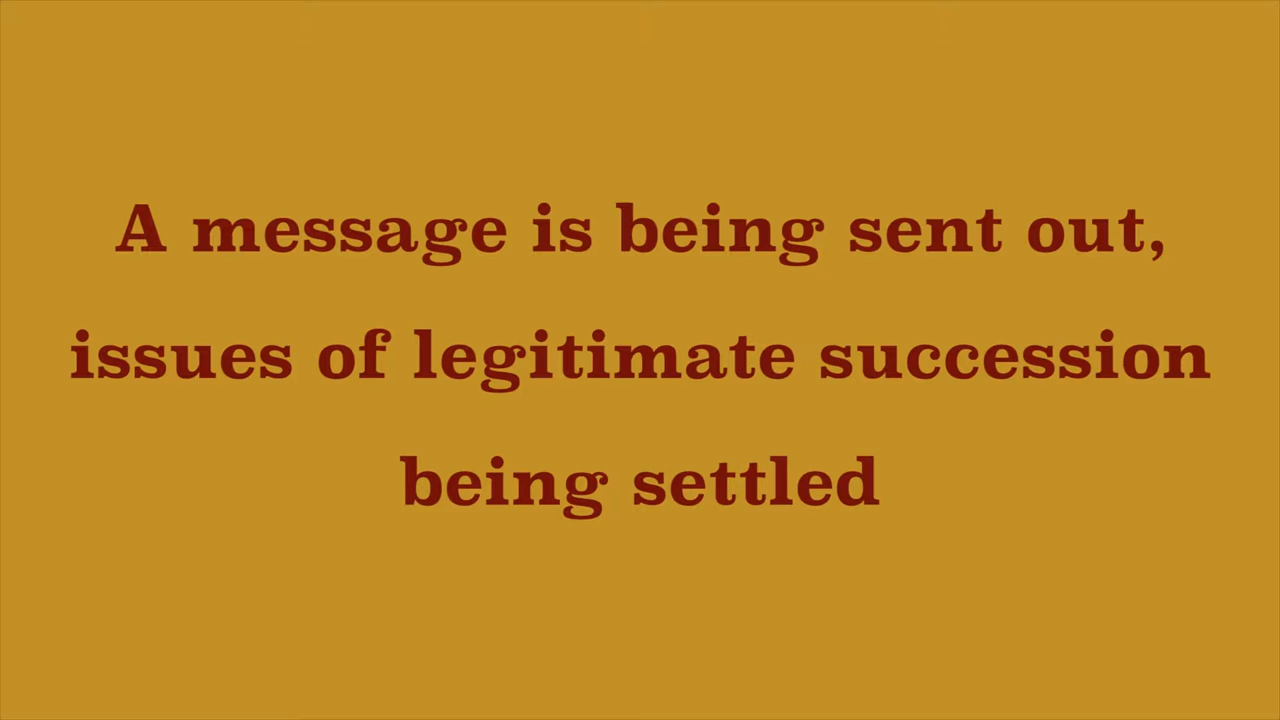 A message is being sent out,
issues of legitimate succession
being settled